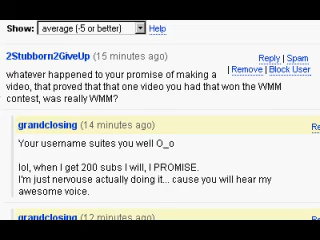 Show: average (-5 or better) Help
2Stubborn2GiveUp (15 minutes ago) Reply | Spam
| Remove | Block User
whatever happened to your promise of making a
video, that proved that that one video you had that won the WMM
contest, was really WMM?
grandclosing (14 minutes ago) Re
Your username suites you well O_o
lol, when I get 200 subs I will, I PROMISE.
I'm just nervouse actually doing it... cause you will hear my
awesome voice.
grandclosing (12 minutes ago) Re